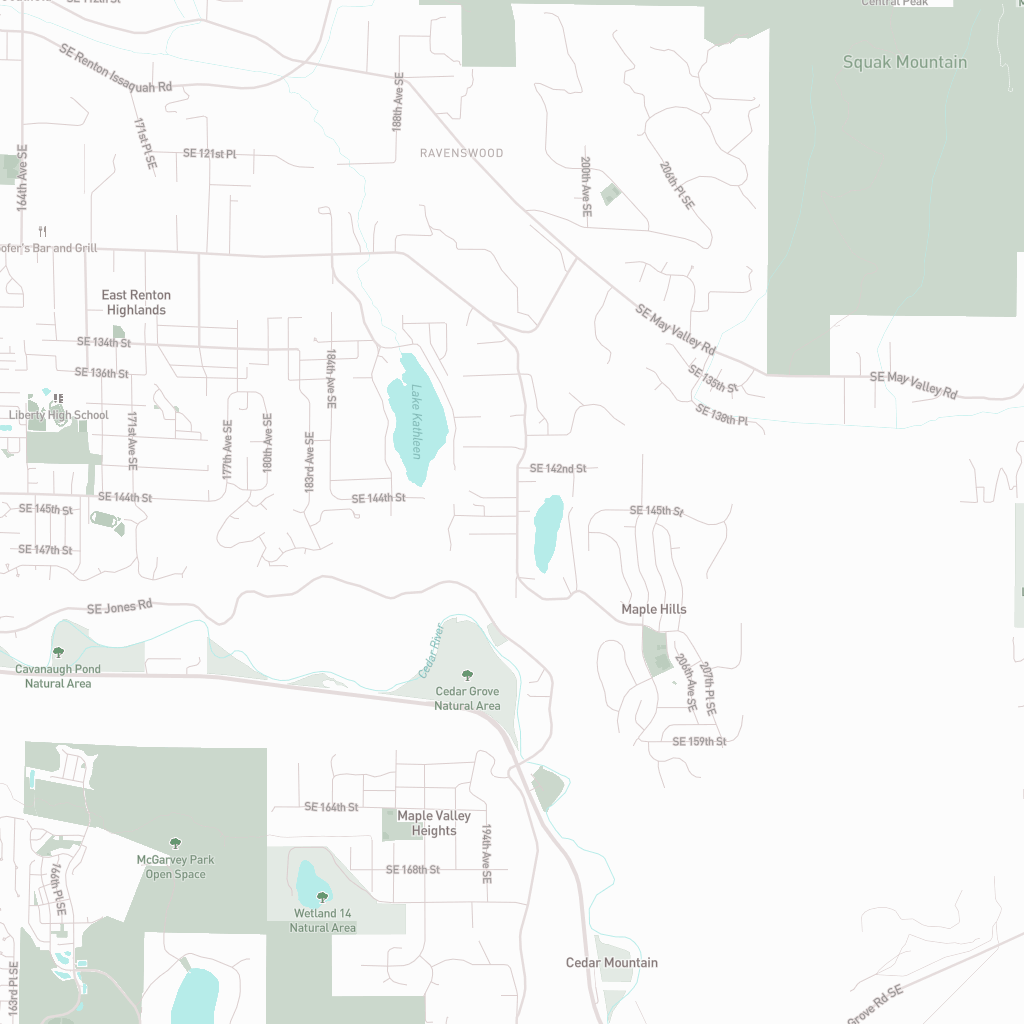 SE 112th St
Central Peak
SE Renton Issaquah Rd
Squak Mountain
188th Ave SE
171st Pl SE
SE 121st Pl
RAVENSWOOD
164th Ave SE
200th Ave SE
206th Pl SE
ofer's Bar and Grill
East Renton
Highlands
SE May Valley Rd
SE 134th St
SE 136th St
184th Ave SE
SE 135th St
SE May Valley Rd
Lake Kathleen
Liberty High School
SE 138th Pl
171st Ave SE
177th Ave SE
180th Ave SE
183rd Ave SE
SE 142nd St
SE 144th St
SE 144th St
SE 145th St
SE 145th St
SE 147th St
SE Jones Rd
Maple Hills
Cedar River
Cavanaugh Pond
Natural Area
Cedar Grove
Natural Area
206th Ave SE
207th Pl SE
SE 159th St
SE 164th St
Maple Valley
Heights
194th Ave SE
McGarvey Park
Open Space
SE 168th St
166th Pl SE
Wetland 14
Natural Area
Cedar Mountain
163rd Pl SE
Grove Rd SE